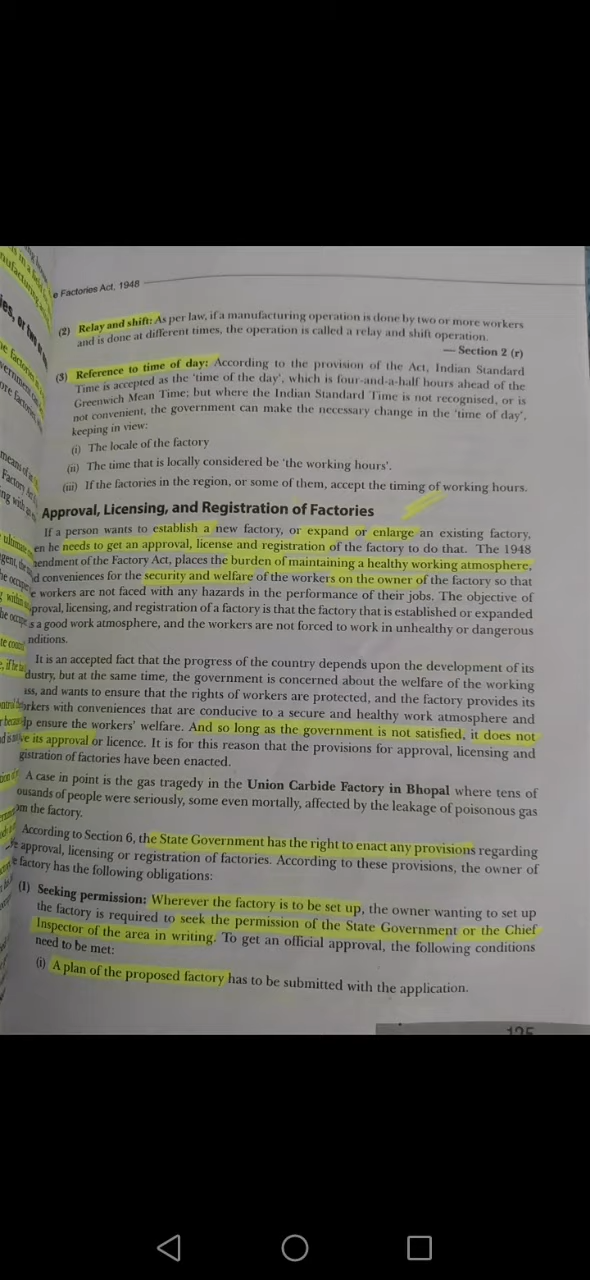 e Factories Act, 1948
(2) Relay and shift: As per law, if a manufacturing operation is done by two or more workers
and is done at different times, the operation is called a relay and shift operation.
— Section 2 (r)
(3) Reference to time of day: According to the provision of the Act, Indian Standard
Time is accepted as the 'time of the day', which is four-and-a-half hours ahead of the
Greenwich Mean Time; but where the Indian Standard Time is not recognised, or is
not convenient, the government can make the necessary change in the 'time of day',
keeping in view:
(i) The locale of the factory
(ii) The time that is locally considered be 'the working hours'.
(iii) If the factories in the region, or some of them, accept the timing of working hours.
Approval, Licensing, and Registration of Factories
If a person wants to establish a new factory, or expand or enlarge an existing factory,
en he needs to get an approval, license and registration of the factory to do that. The 1948
nendment of the Factory Act, places the burden of maintaining a healthy working atmosphere,
d conveniences for the security and welfare of the workers on the owner of the factory so that
e workers are not faced with any hazards in the performance of their jobs. The objective of
proval, licensing, and registration of a factory is that the factory that is established or expanded
s a good work atmosphere, and the workers are not forced to work in unhealthy or dangerous
nditions.
It is an accepted fact that the progress of the country depends upon the development of its
dustry, but at the same time, the government is concerned about the welfare of the working
ass, and wants to ensure that the rights of workers are protected, and the factory provides its
orkers with conveniences that are conducive to a secure and healthy work atmosphere and
lp ensure the workers' welfare. And so long as the government is not satisfied, it does not
ve its approval or licence. It is for this reason that the provisions for approval, licensing and
gistration of factories have been enacted.
A case in point is the gas tragedy in the Union Carbide Factory in Bhopal where tens of
ousands of people were seriously, some even mortally, affected by the leakage of poisonous gas
om the factory.
According to Section 6, the State Government has the right to enact any provisions regarding
e approval, licensing or registration of factories. According to these provisions, the owner of
e factory has the following obligations:
(1) Seeking permission: Wherever the factory is to be set up, the owner wanting to set up
the factory is required to seek the permission of the State Government or the Chief
Inspector of the area in writing. To get an official approval, the following conditions
need to be met:
(i) A plan of the proposed factory has to be submitted with the application.
125